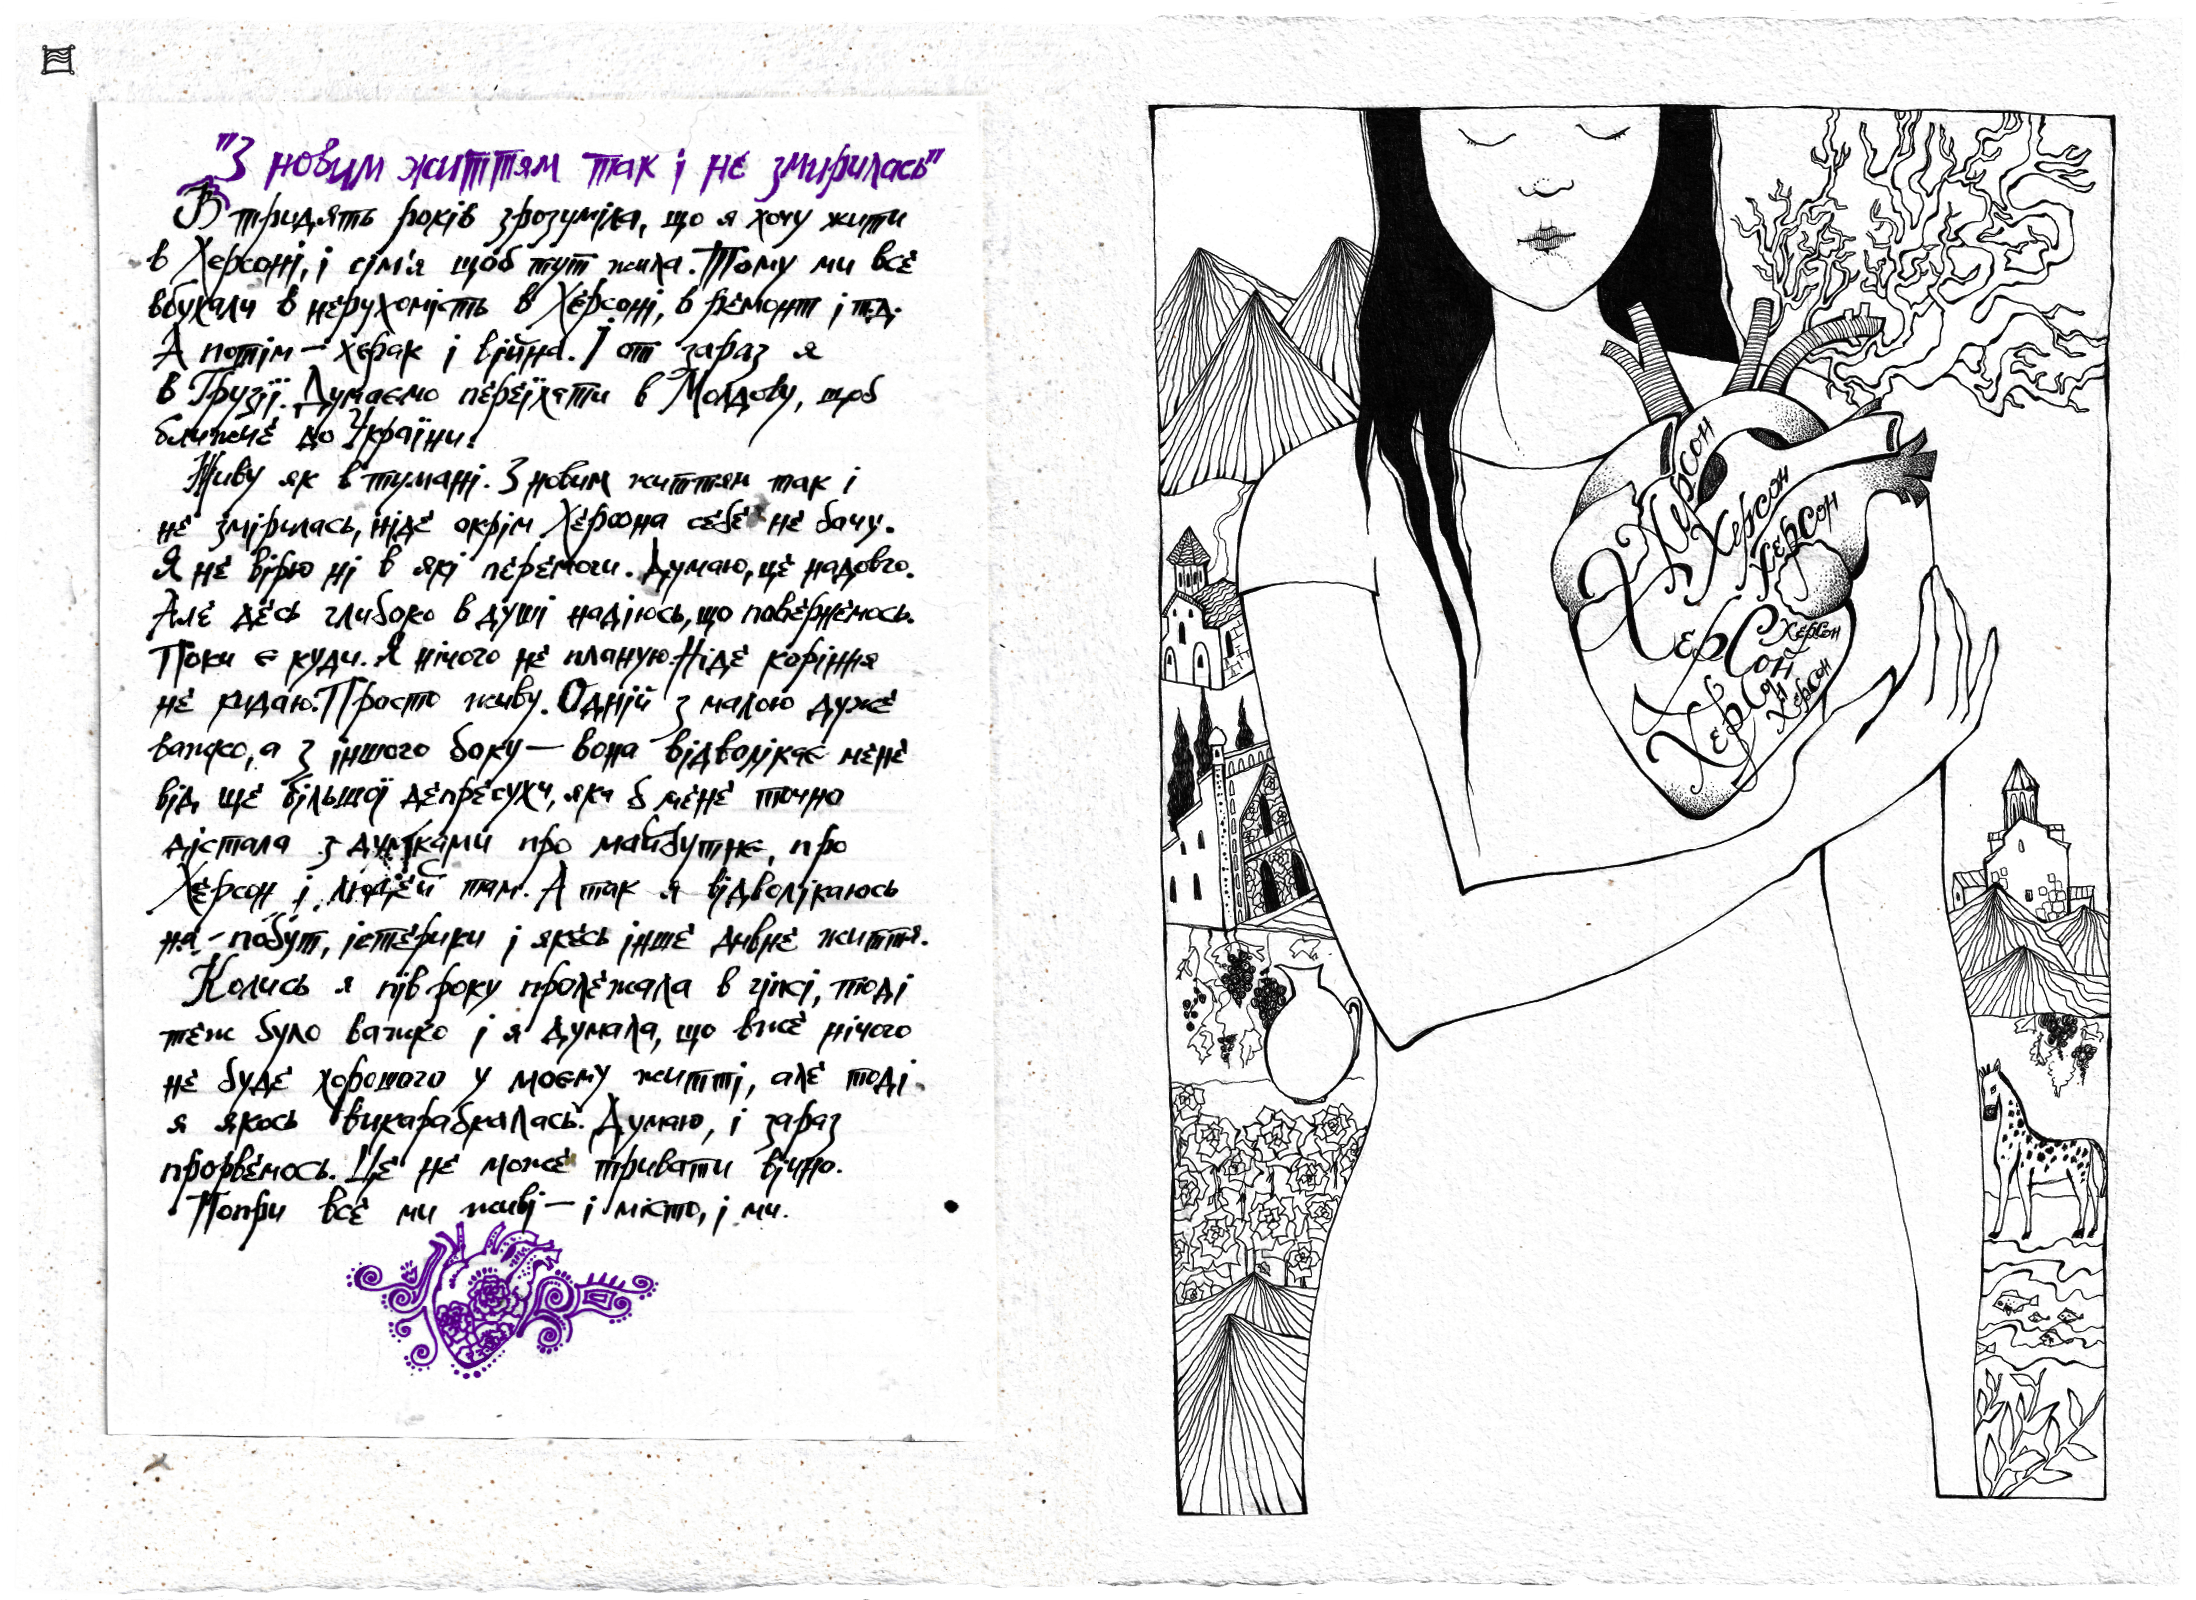 "З новим життям так і не змирилась"
В тридять років зрозуміла, що я хочу жити
в Херсоні, і сім'я щоб тут жила. Тому ми все
вбухали в нерухомість в Херсоні, в ремонт і т.д.
А потім – херак і війна. І от зараз я
в Грузії. Думаємо переїхати в Молдову, щоб
ближче до України.
Живу як в тумані. З новим життям так і
не змірилась, ніде окрім Херсона себе не бачу.
Я не вірю ні в які перемоги. Думаю, це надовго.
Але десь глибоко в душі надіюсь, що повернемось.
Поки є куди. Я нічого не планую. Ніде коріння
не кидаю. Просто живу. Одній з малою дуже
важко, а з іншого боку – вона відволікає мене
від ще більшої депресухи, яка б мене точно
дістала з думками про майбутнє, про
Херсон і людей там. А так я відволікаюсь
на – побут, істерики і якесь інше дивне життя.
Колись я пів року пролежала в гіпсі, тоді
теж було важко і я думала, що вже нічого
не буде хорошого у моєму житті, але тоді
я якось викарабкалась. Думаю, і зараз
прорвемось. Це не може тривати вічно.
Попри все ми живі – і місто, і ми.
Херсон
Херсон
Херсон
Херсон
Херсон
Херсон
Херсон